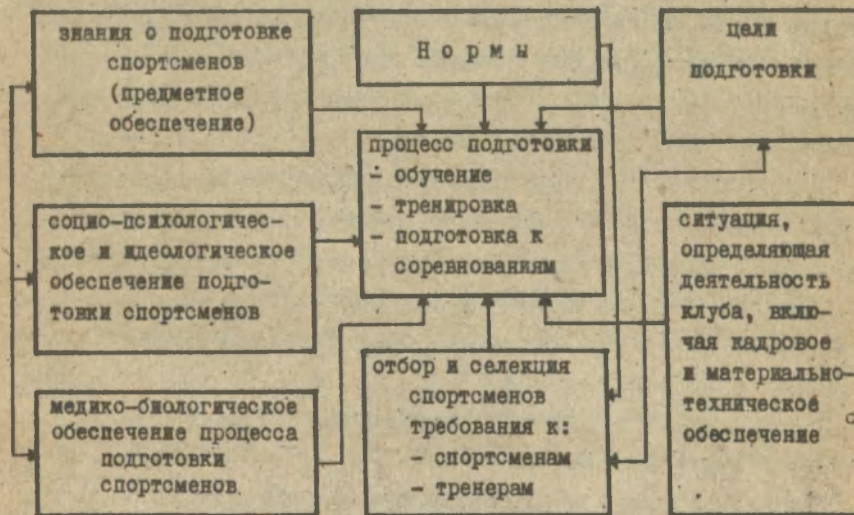 знания о подготовке
спортсменов
(предметное
обеспечение)
Нормы
цели
подготовки
процесс подготовки
- обучение
- тренировка
- подготовка к
соревнованиям
социо-психологичес-
кое и идеологическое
обеспечение подго-
товки спортсменов
ситуация,
определяющая
деятельность
клуба, вклю-
чая кадровое
и материально-
техническое
обеспечение
медико-биологическое
обеспечение процесса
подготовки
спортсменов
отбор и селекция
спортсменов
требования к:
- спортсменам
- тренерам